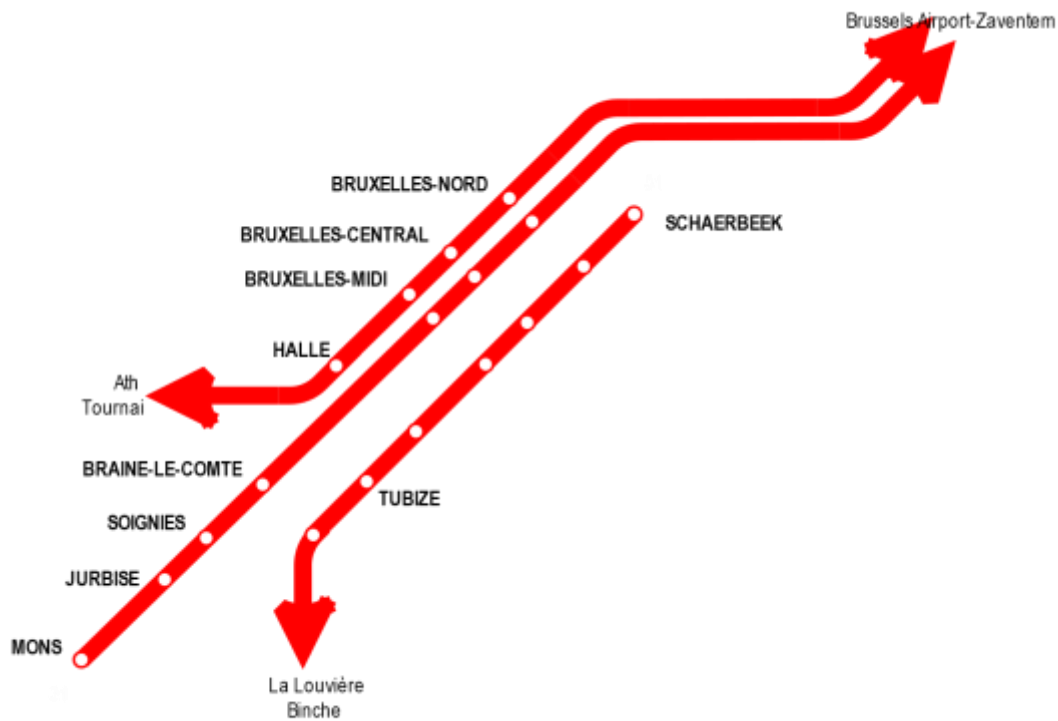 Brussels Airport-Zaventem
BRUXELLES-NORD
SCHAERBEEK
BRUXELLES-CENTRAL
BRUXELLES-MIDI
HALLE
Ath
Tournai
BRAINE-LE-COMTE
TUBIZE
SOIGNIES
JURBISE
MONS
La Louvière
Binche